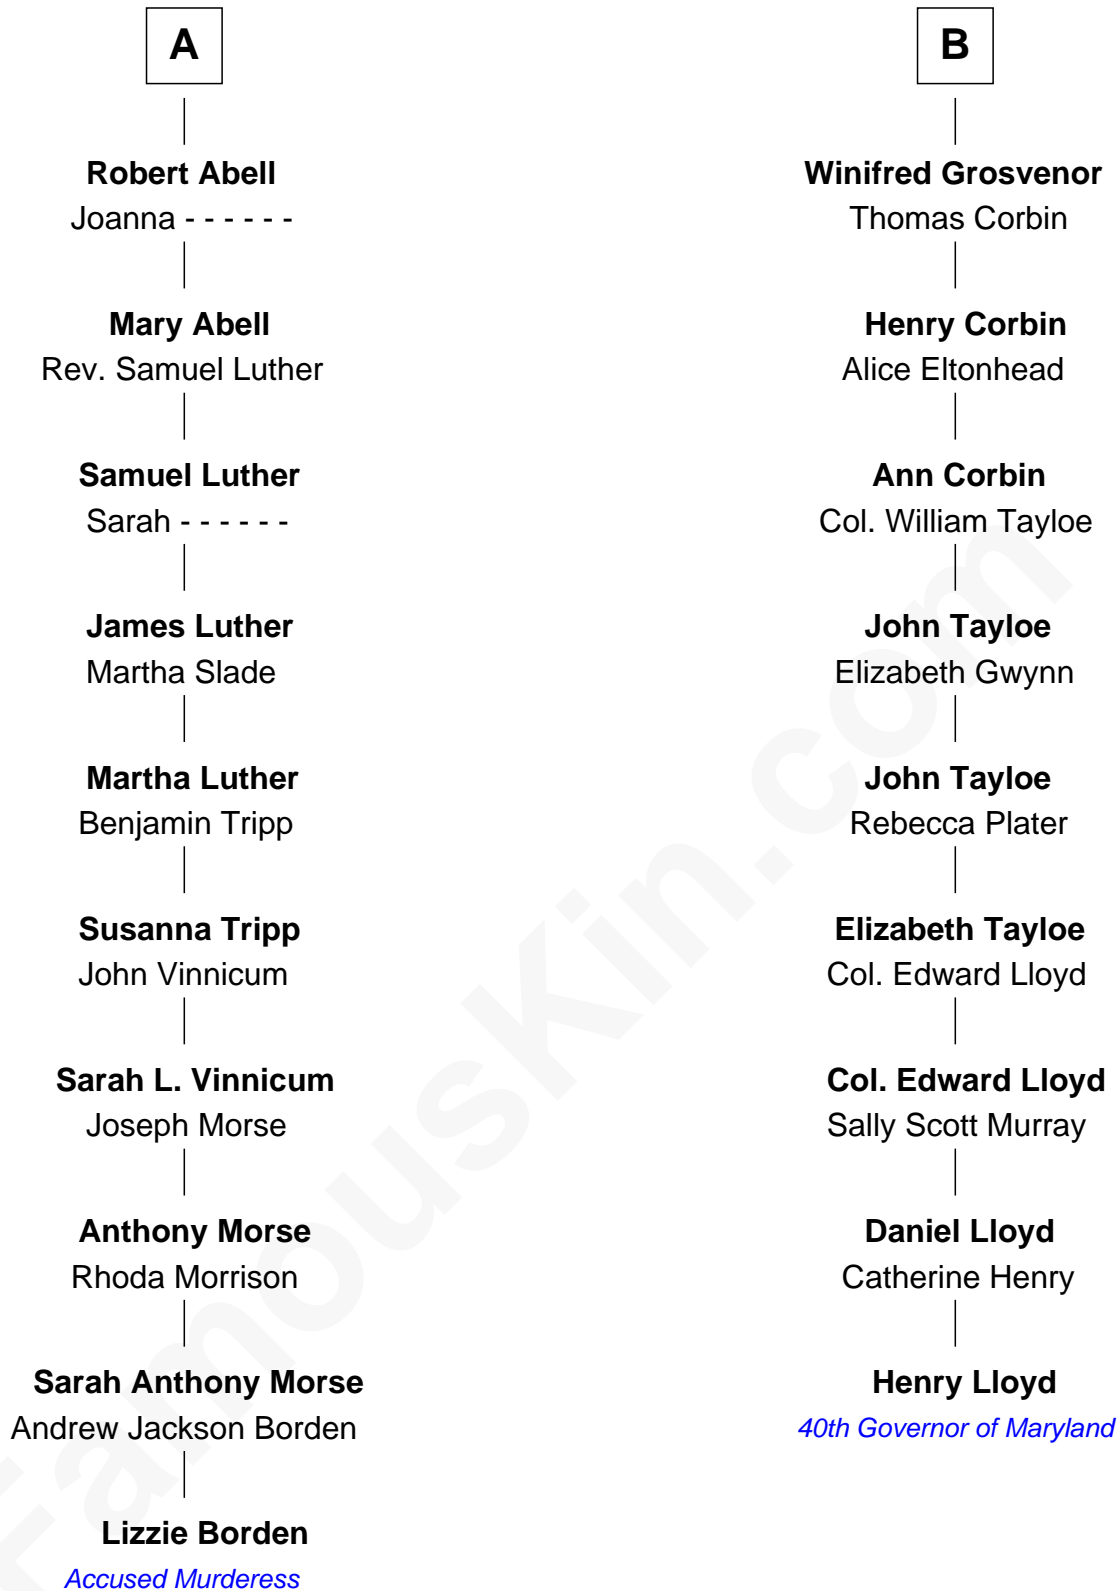 A
Robert Abell
Joanna - - - - - -
Mary Abell
Rev. Samuel Luther
Samuel Luther
Sarah - - - - - -
James Luther
Martha Slade
Martha Luther
Benjamin Tripp
Susanna Tripp
John Vinnicum
Sarah L. Vinnicum
Joseph Morse
Anthony Morse
Rhoda Morrison
Sarah Anthony Morse
Andrew Jackson Borden
Lizzie Borden
Accused Murderess
B
Winifred Grosvenor
Thomas Corbin
Henry Corbin
Alice Eltonhead
Ann Corbin
Col. William Tayloe
John Tayloe
Elizabeth Gwynn
John Tayloe
Rebecca Plater
Elizabeth Tayloe
Col. Edward Lloyd
Col. Edward Lloyd
Sally Scott Murray
Daniel Lloyd
Catherine Henry
Henry Lloyd
40th Governor of Maryland
FamousKin.com